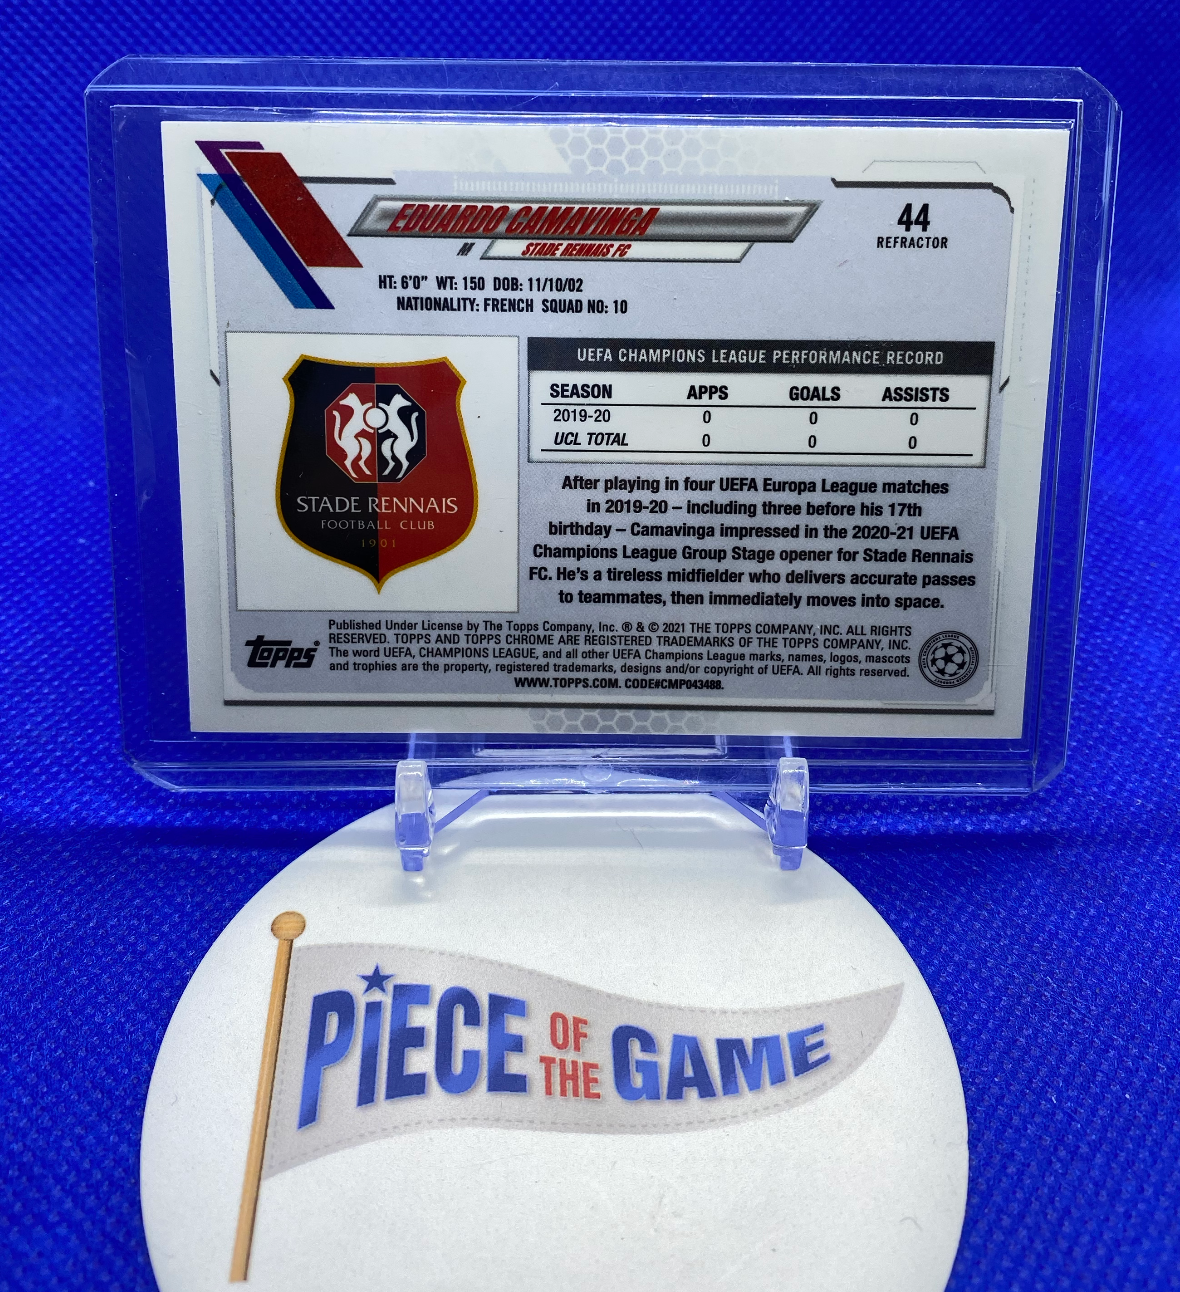 EDUARDO CAMAVINGA
M
STADE RENNAIS FC
44
REFRACTOR
HT: 6'0" WT: 150 DOB: 11/10/02
NATIONALITY: FRENCH SQUAD NO: 10
STADE RENNAIS
FOOTBALL CLUB
1901
UEFA CHAMPIONS LEAGUE PERFORMANCE RECORD
SEASON APPS GOALS ASSISTS
2019-20 0 0 0
UCL TOTAL 0 0 0
After playing in four UEFA Europa League matches
in 2019-20 – including three before his 17th
birthday – Camavinga impressed in the 2020-21 UEFA
Champions League Group Stage opener for Stade Rennais
FC. He's a tireless midfielder who delivers accurate passes
to teammates, then immediately moves into space.
Topps®
Published Under License by The Topps Company, Inc. ® & © 2021 THE TOPPS COMPANY, INC. ALL RIGHTS
RESERVED. TOPPS AND TOPPS CHROME ARE REGISTERED TRADEMARKS OF THE TOPPS COMPANY, INC.
The word UEFA, CHAMPIONS LEAGUE, and all other UEFA Champions League marks, names, logos, mascots
and trophies are the property, registered trademarks, designs and/or copyright of UEFA. All rights reserved.
WWW.TOPPS.COM. CODE#CMP043488.
PIECE
OF
THE
GAME